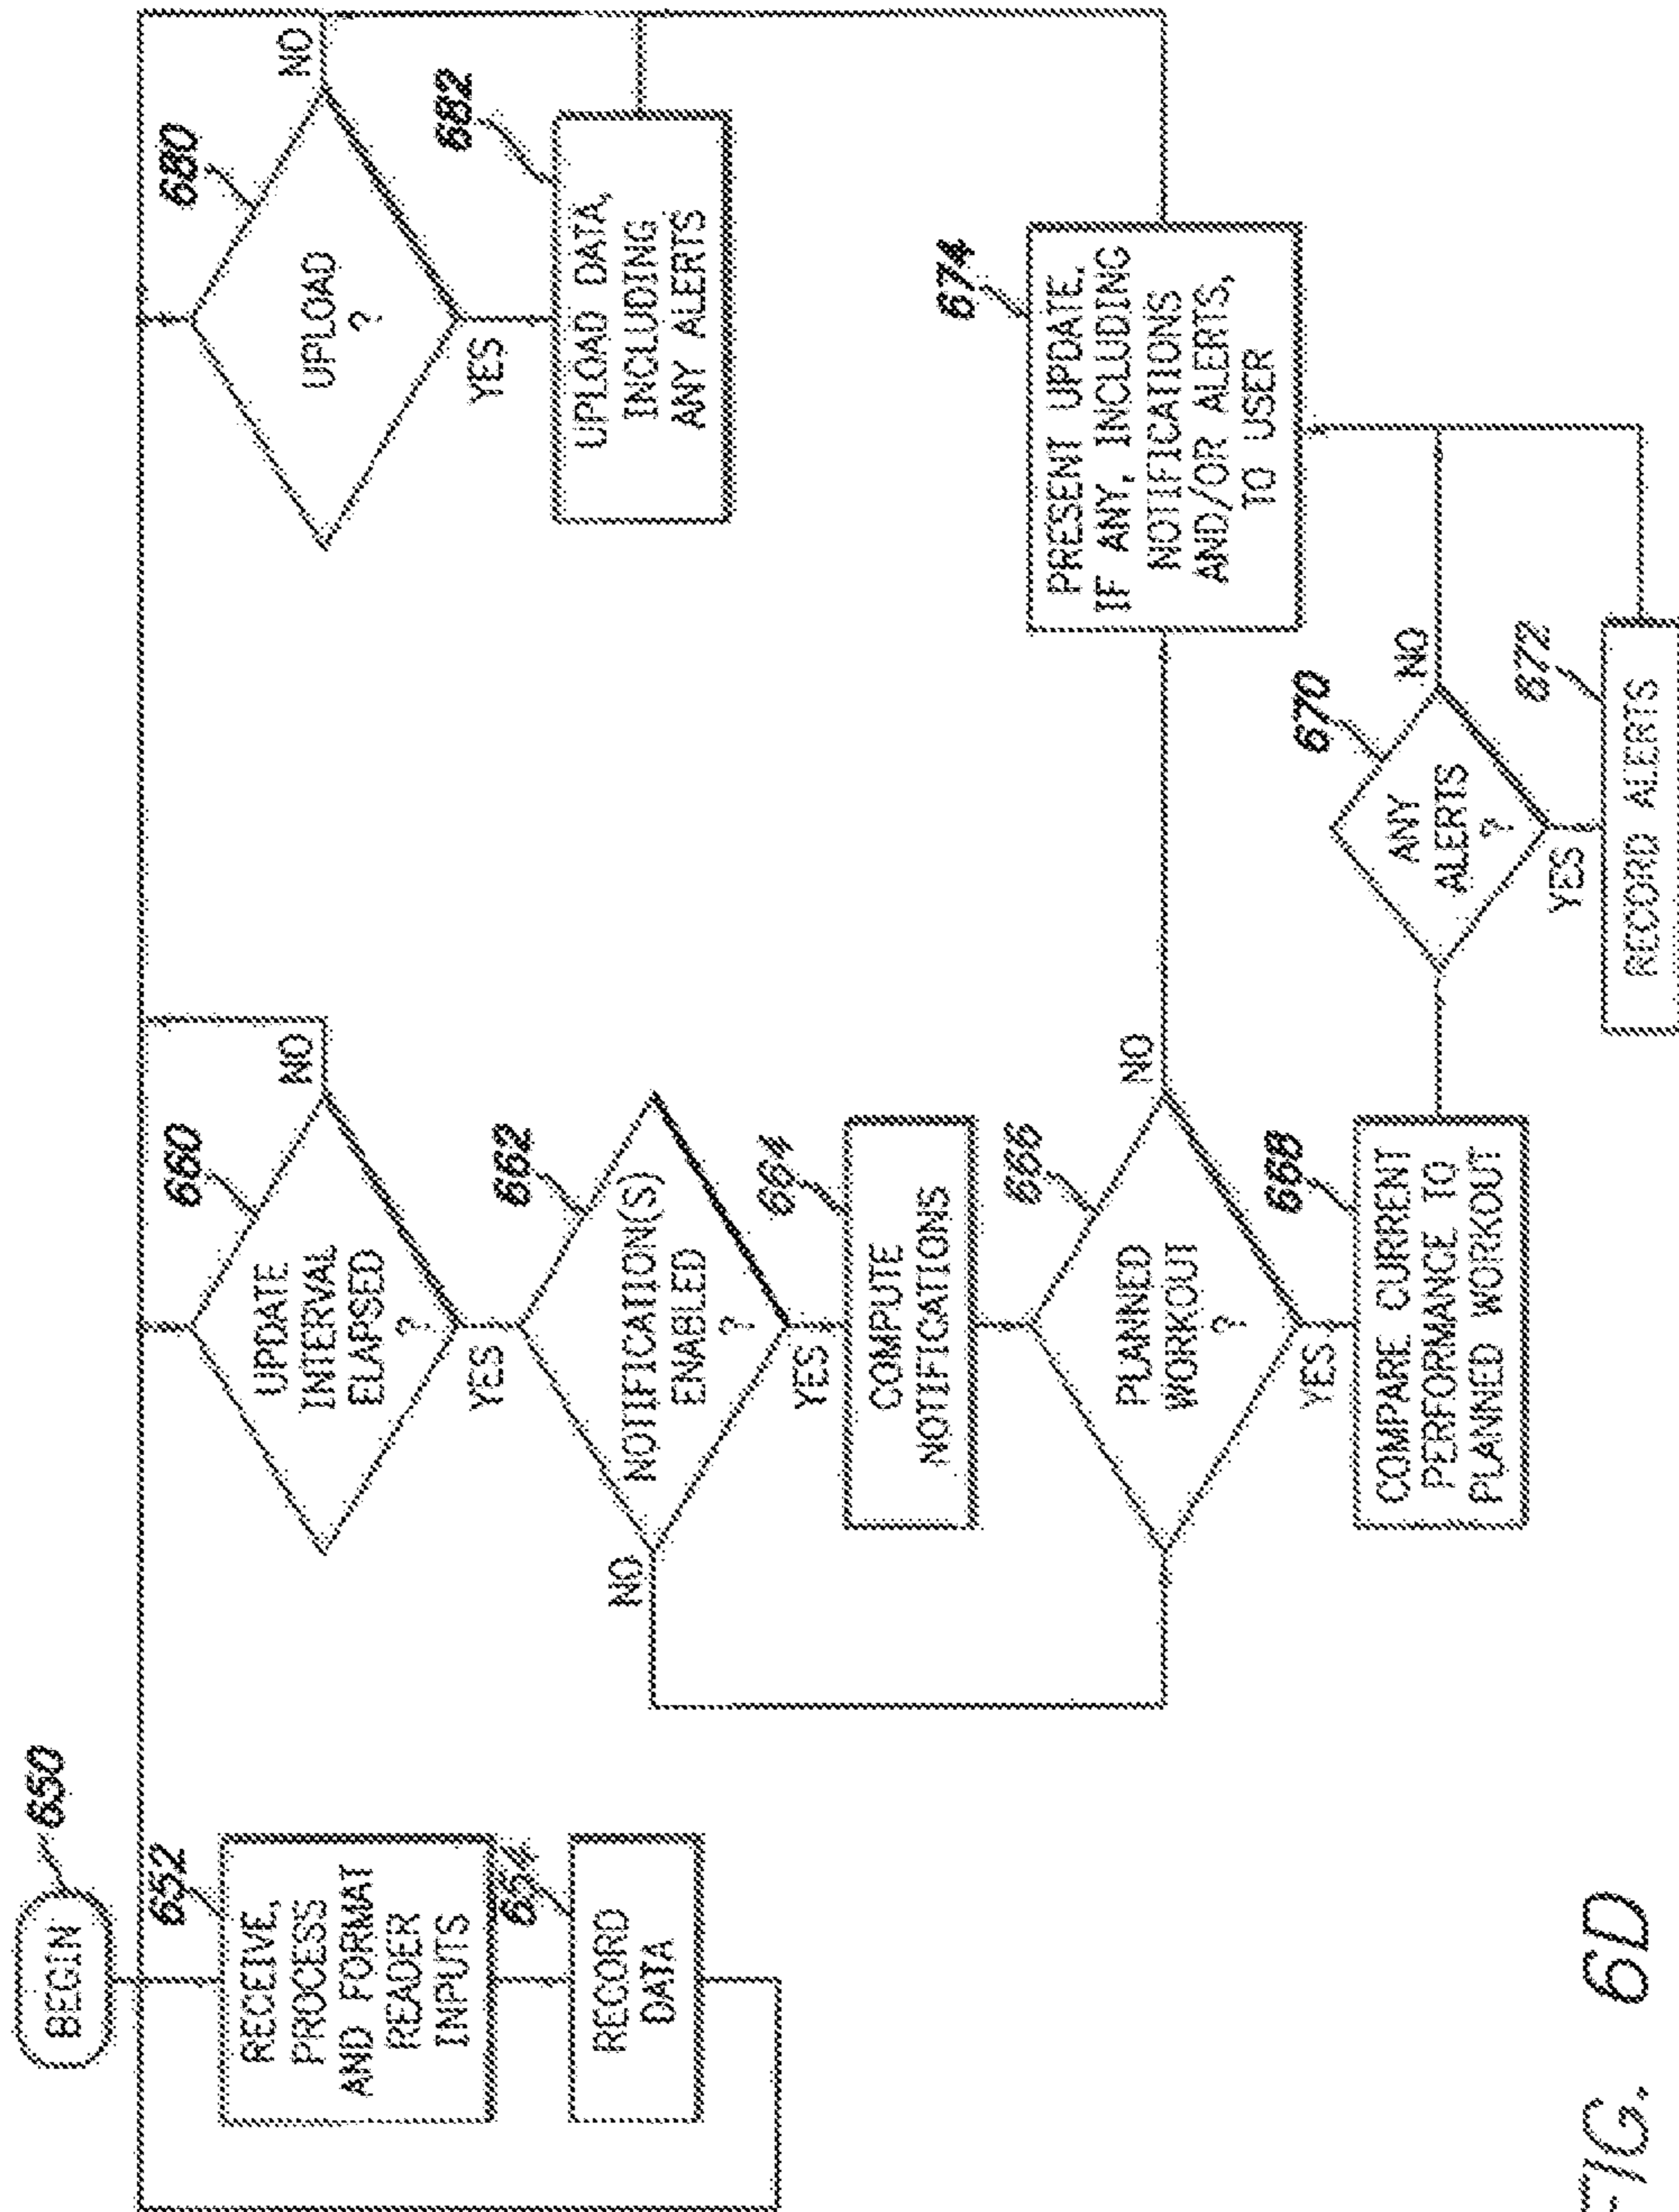 BEGIN
650
652
RECEIVE,
PROCESS
AND FORMAT
READER
INPUTS
654
RECORD
DATA
660
UPDATE
INTERVAL
ELAPSED
?
NO
YES
662
NOTIFICATION(S)
ENABLED
?
NO
YES
664
COMPUTE
NOTIFICATIONS
666
PLANNED
WORKOUT
?
NO
YES
668
COMPARE CURRENT
PERFORMANCE TO
PLANNED WORKOUT
670
ANY
ALERTS
?
NO
YES
672
RECORD ALERTS
674
PRESENT UPDATE,
IF ANY, INCLUDING
NOTIFICATIONS
AND/OR ALERTS,
TO USER
680
UPLOAD
?
NO
YES
682
UPLOAD DATA,
INCLUDING
ANY ALERTS
FIG. 6D